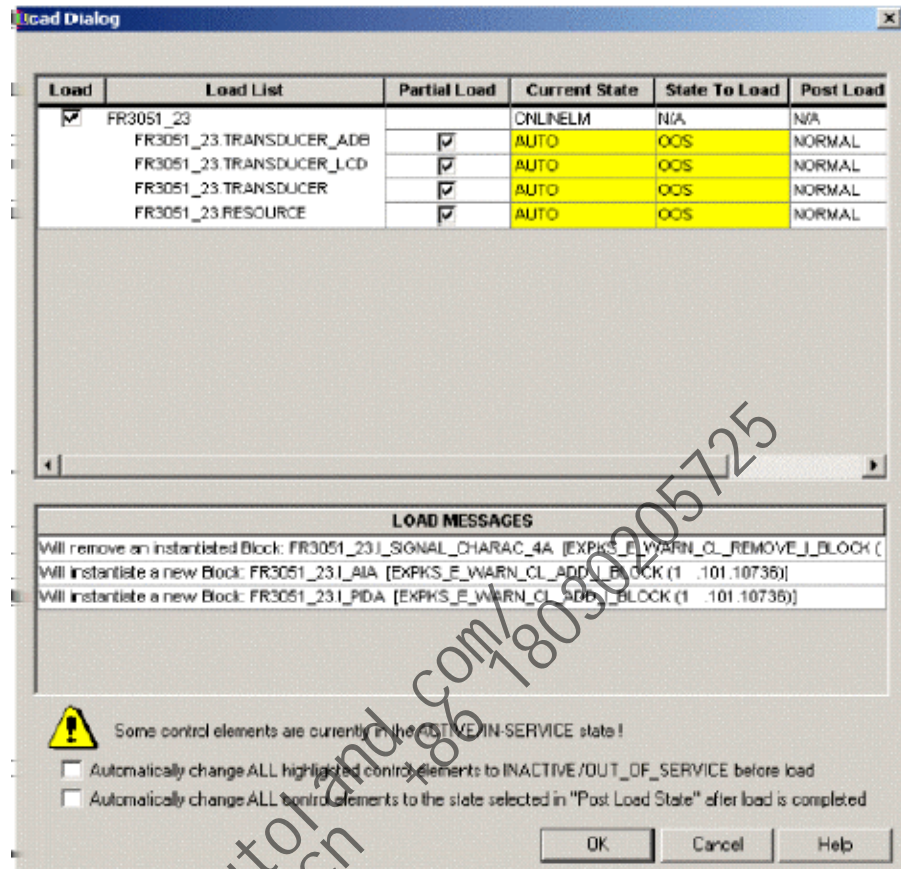 Load Dialog
Load Load List Partial Load Current State State To Load Post Load
FR3051_23 ONLINELM N/A N/A
FR3051_23.TRANSDUCER_ADB AUTO OOS NORMAL
FR3051_23.TRANSDUCER_LCD AUTO OOS NORMAL
FR3051_23.TRANSDUCER AUTO OOS NORMAL
FR3051_23.RESOURCE AUTO OOS NORMAL
LOAD MESSAGES
Will remove an instantiated Block: FR3051_23.I_SIGNAL_CHARAC_4A [EXPKS_E_WARN_CL_REMOVE_I_BLOCK (
Will instantiate a new Block: FR3051_23.I_AIA [EXPKS_E_WARN_CL_ADD_I_BLOCK (1 .101.10736)]
Will instantiate a new Block: FR3051_23.I_PIDA [EXPKS_E_WARN_CL_ADD_I_BLOCK (1 .101.10736)]
Some control elements are currently in the ACTIVE/IN-SERVICE state !
Automatically change ALL highlighted control elements to INACTIVE/OUT_OF_SERVICE before load
Automatically change ALL control elements to the state selected in "Post Load State" after load is completed
OK Cancel Help
+86 18030205725